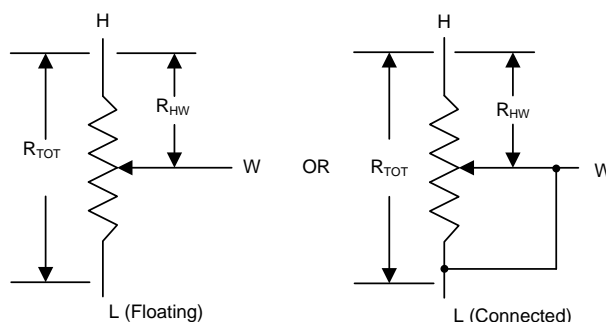 H
R_HW
R_TOT
W
L (Floating)
OR
H
R_HW
R_TOT
W
L (Connected)